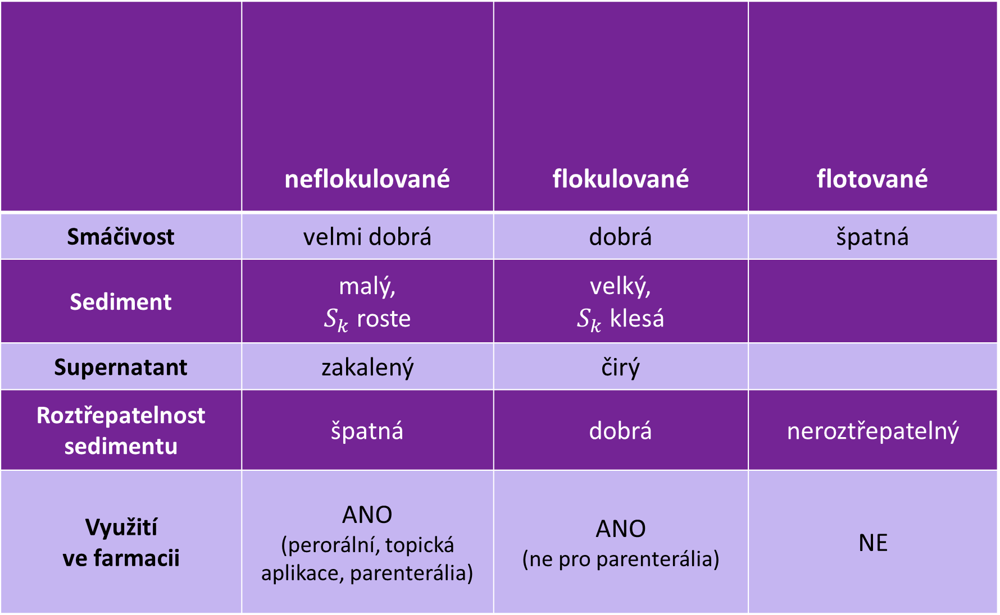 neflokulované flokulované flotované
Smáčivost velmi dobrá dobrá špatná
Sediment
malý,
S_k roste
velký,
S_k klesá
Supernatant zakalený čirý
Roztřepatelnost
sedimentu
špatná dobrá neroztřepatelný
Využití
ve farmacii
ANO
(perorální, topická
aplikace, parenterália)
ANO
(ne pro parenterália)
NE